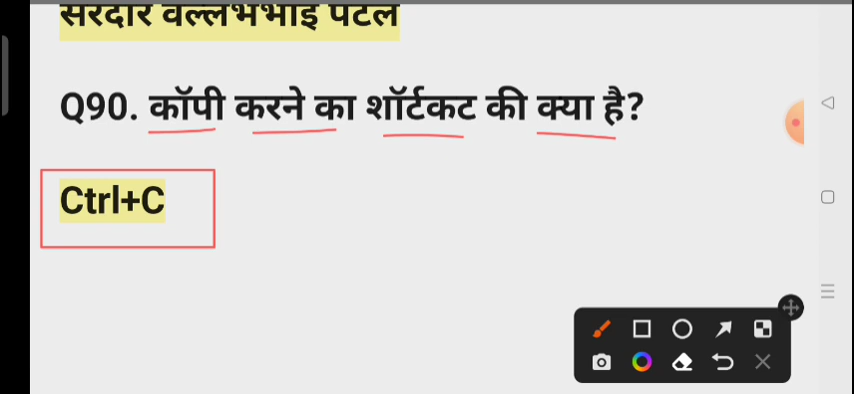 सरदार वल्लभभाई पटेल
Q90. कॉपी करने का शॉर्टकट की क्या है?
Ctrl+C